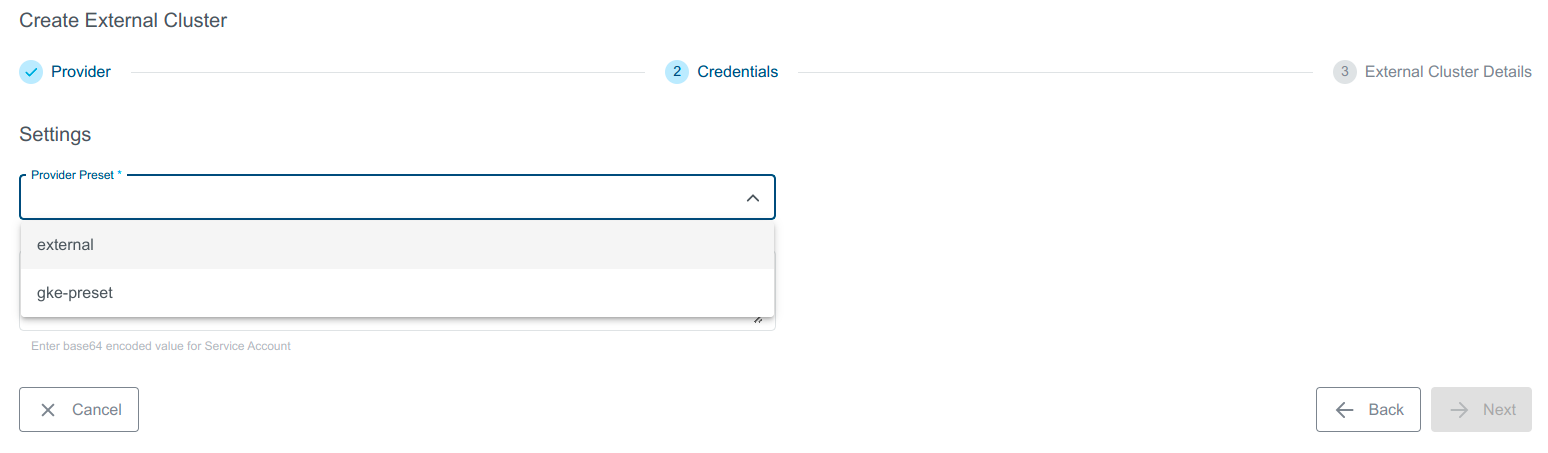 Create External Cluster
Provider
2 Credentials
3 External Cluster Details
Settings
Provider Preset *
external
gke-preset
Enter base64 encoded value for Service Account
Cancel
Back
Next